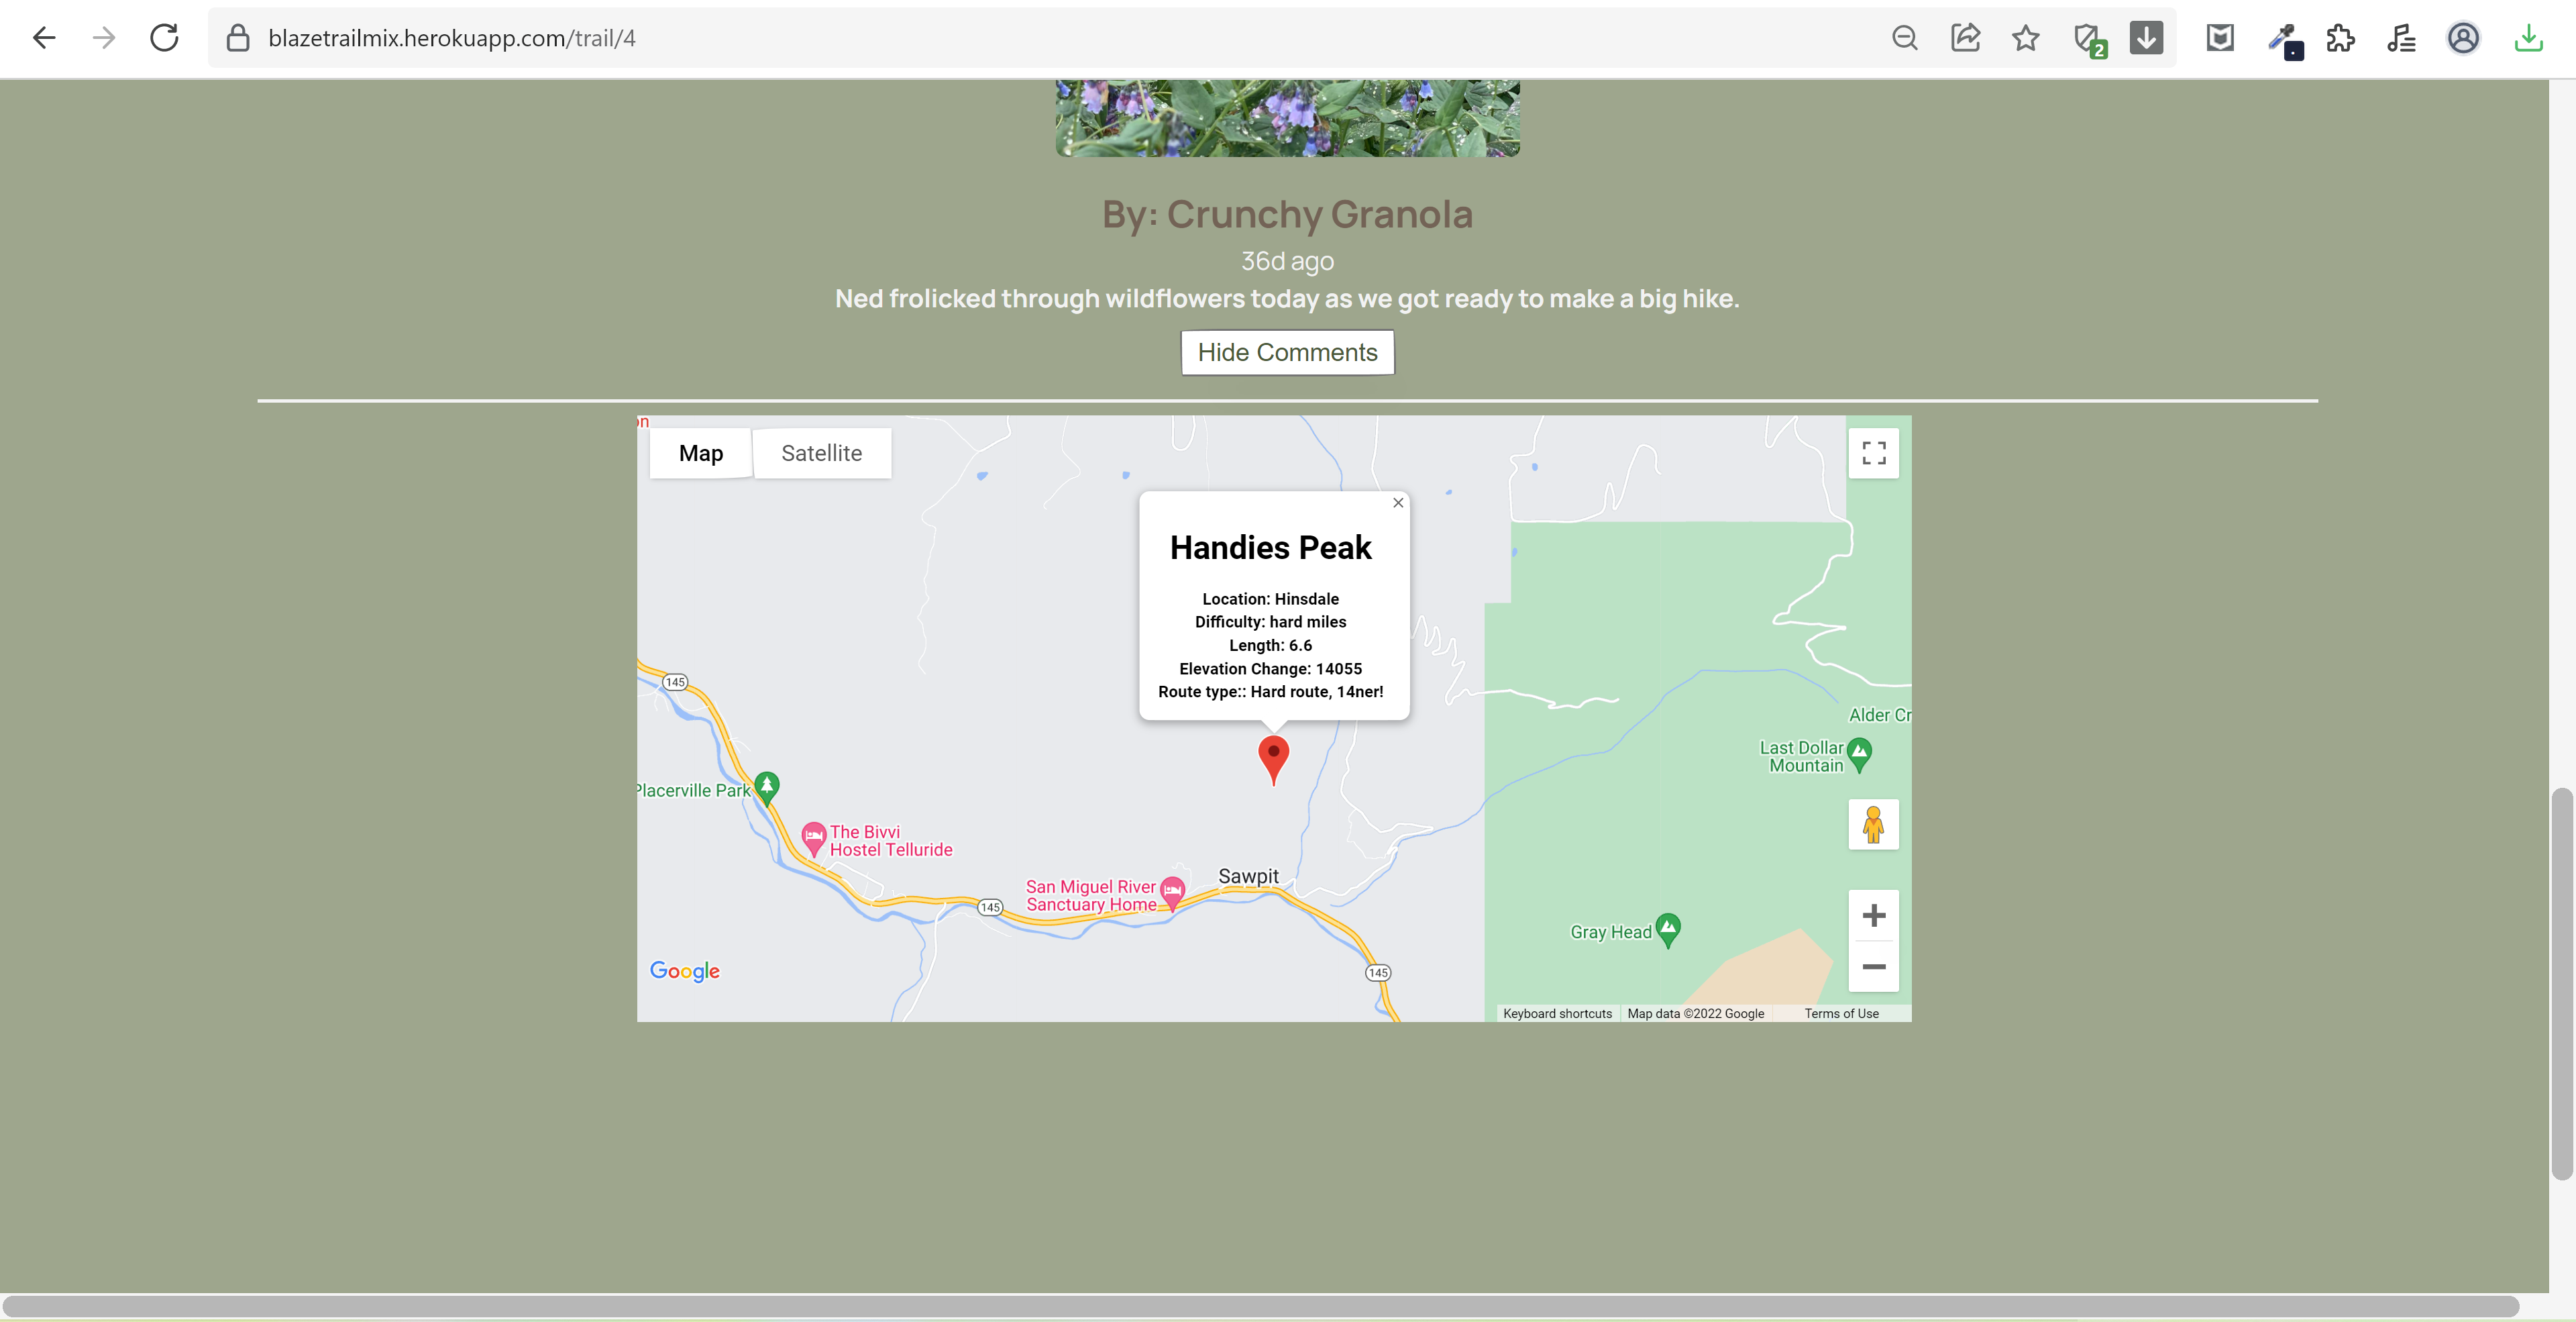 blazetrailmix.herokuapp.com/trail/4
2
By: Crunchy Granola
36d ago
Ned frolicked through wildflowers today as we got ready to make a big hike.
Hide Comments
Map
Satellite
Handies Peak
Location: Hinsdale
Difficulty: hard miles
Length: 6.6
Elevation Change: 14055
Route type:: Hard route, 14ner!
145
Alder Cr
Last Dollar
Mountain
Placerville Park
The Bivvi
Hostel Telluride
Sawpit
San Miguel River
Sanctuary Home
145
Gray Head
145
Google
Keyboard shortcuts
Map data ©2022 Google
Terms of Use